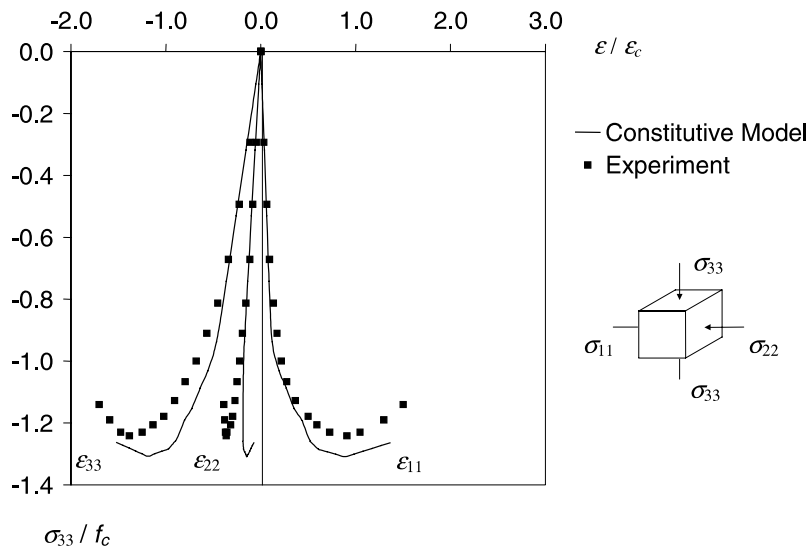 -2.0 -1.0 0.0 1.0 2.0 3.0
ε / ε_c
0.0
-0.2
-0.4
-0.6
-0.8
-1.0
-1.2
-1.4
Constitutive Model
Experiment
σ33
σ11
σ22
σ33
ε33
ε22
ε11
σ33 / f_c